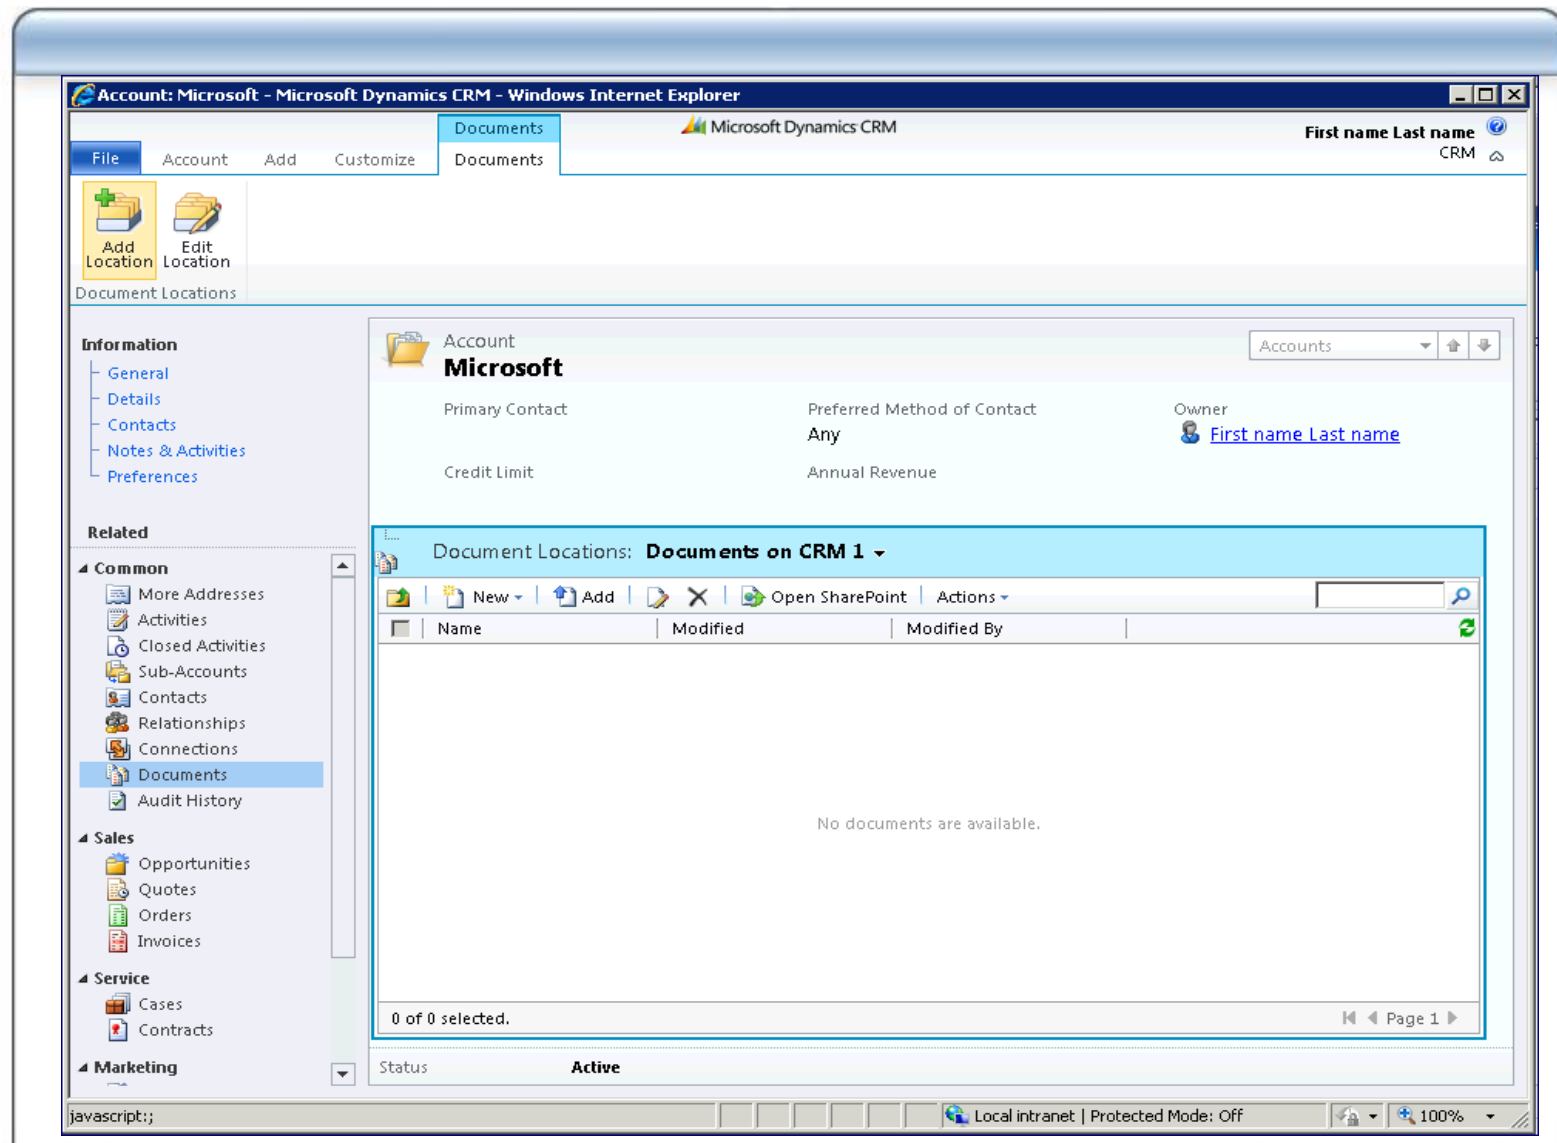 Account: Microsoft - Microsoft Dynamics CRM - Windows Internet Explorer
Documents
Microsoft Dynamics CRM
First name Last name
CRM
File Account Add Customize Documents
Add Location
Edit Location
Document Locations
Information
General
Details
Contacts
Notes & Activities
Preferences
Related
Common
More Addresses
Activities
Closed Activities
Sub-Accounts
Contacts
Relationships
Connections
Documents
Audit History
Sales
Opportunities
Quotes
Orders
Invoices
Service
Cases
Contracts
Marketing
Account
Microsoft
Accounts
Primary Contact
Preferred Method of Contact
Any
Owner
First name Last name
Credit Limit
Annual Revenue
Document Locations: Documents on CRM 1
New Add Open SharePoint Actions
Name Modified Modified By
No documents are available.
0 of 0 selected.
Page 1
Status Active
javascript:;
Local intranet | Protected Mode: Off
100%